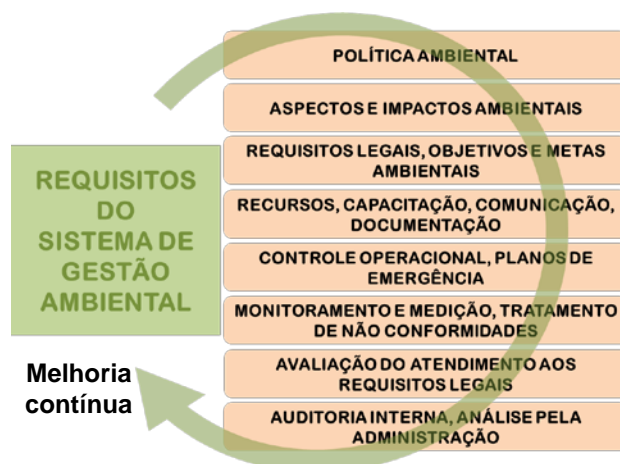 POLÍTICA AMBIENTAL
ASPECTOS E IMPACTOS AMBIENTAIS
REQUISITOS LEGAIS, OBJETIVOS E METAS
AMBIENTAIS
RECURSOS, CAPACITAÇÃO, COMUNICAÇÃO,
DOCUMENTAÇÃO
CONTROLE OPERACIONAL, PLANOS DE
EMERGÊNCIA
MONITORAMENTO E MEDIÇÃO, TRATAMENTO
DE NÃO CONFORMIDADES
AVALIAÇÃO DO ATENDIMENTO AOS
REQUISITOS LEGAIS
AUDITORIA INTERNA, ANÁLISE PELA
ADMINISTRAÇÃO
REQUISITOS
DO
SISTEMA DE
GESTÃO
AMBIENTAL
Melhoria
contínua